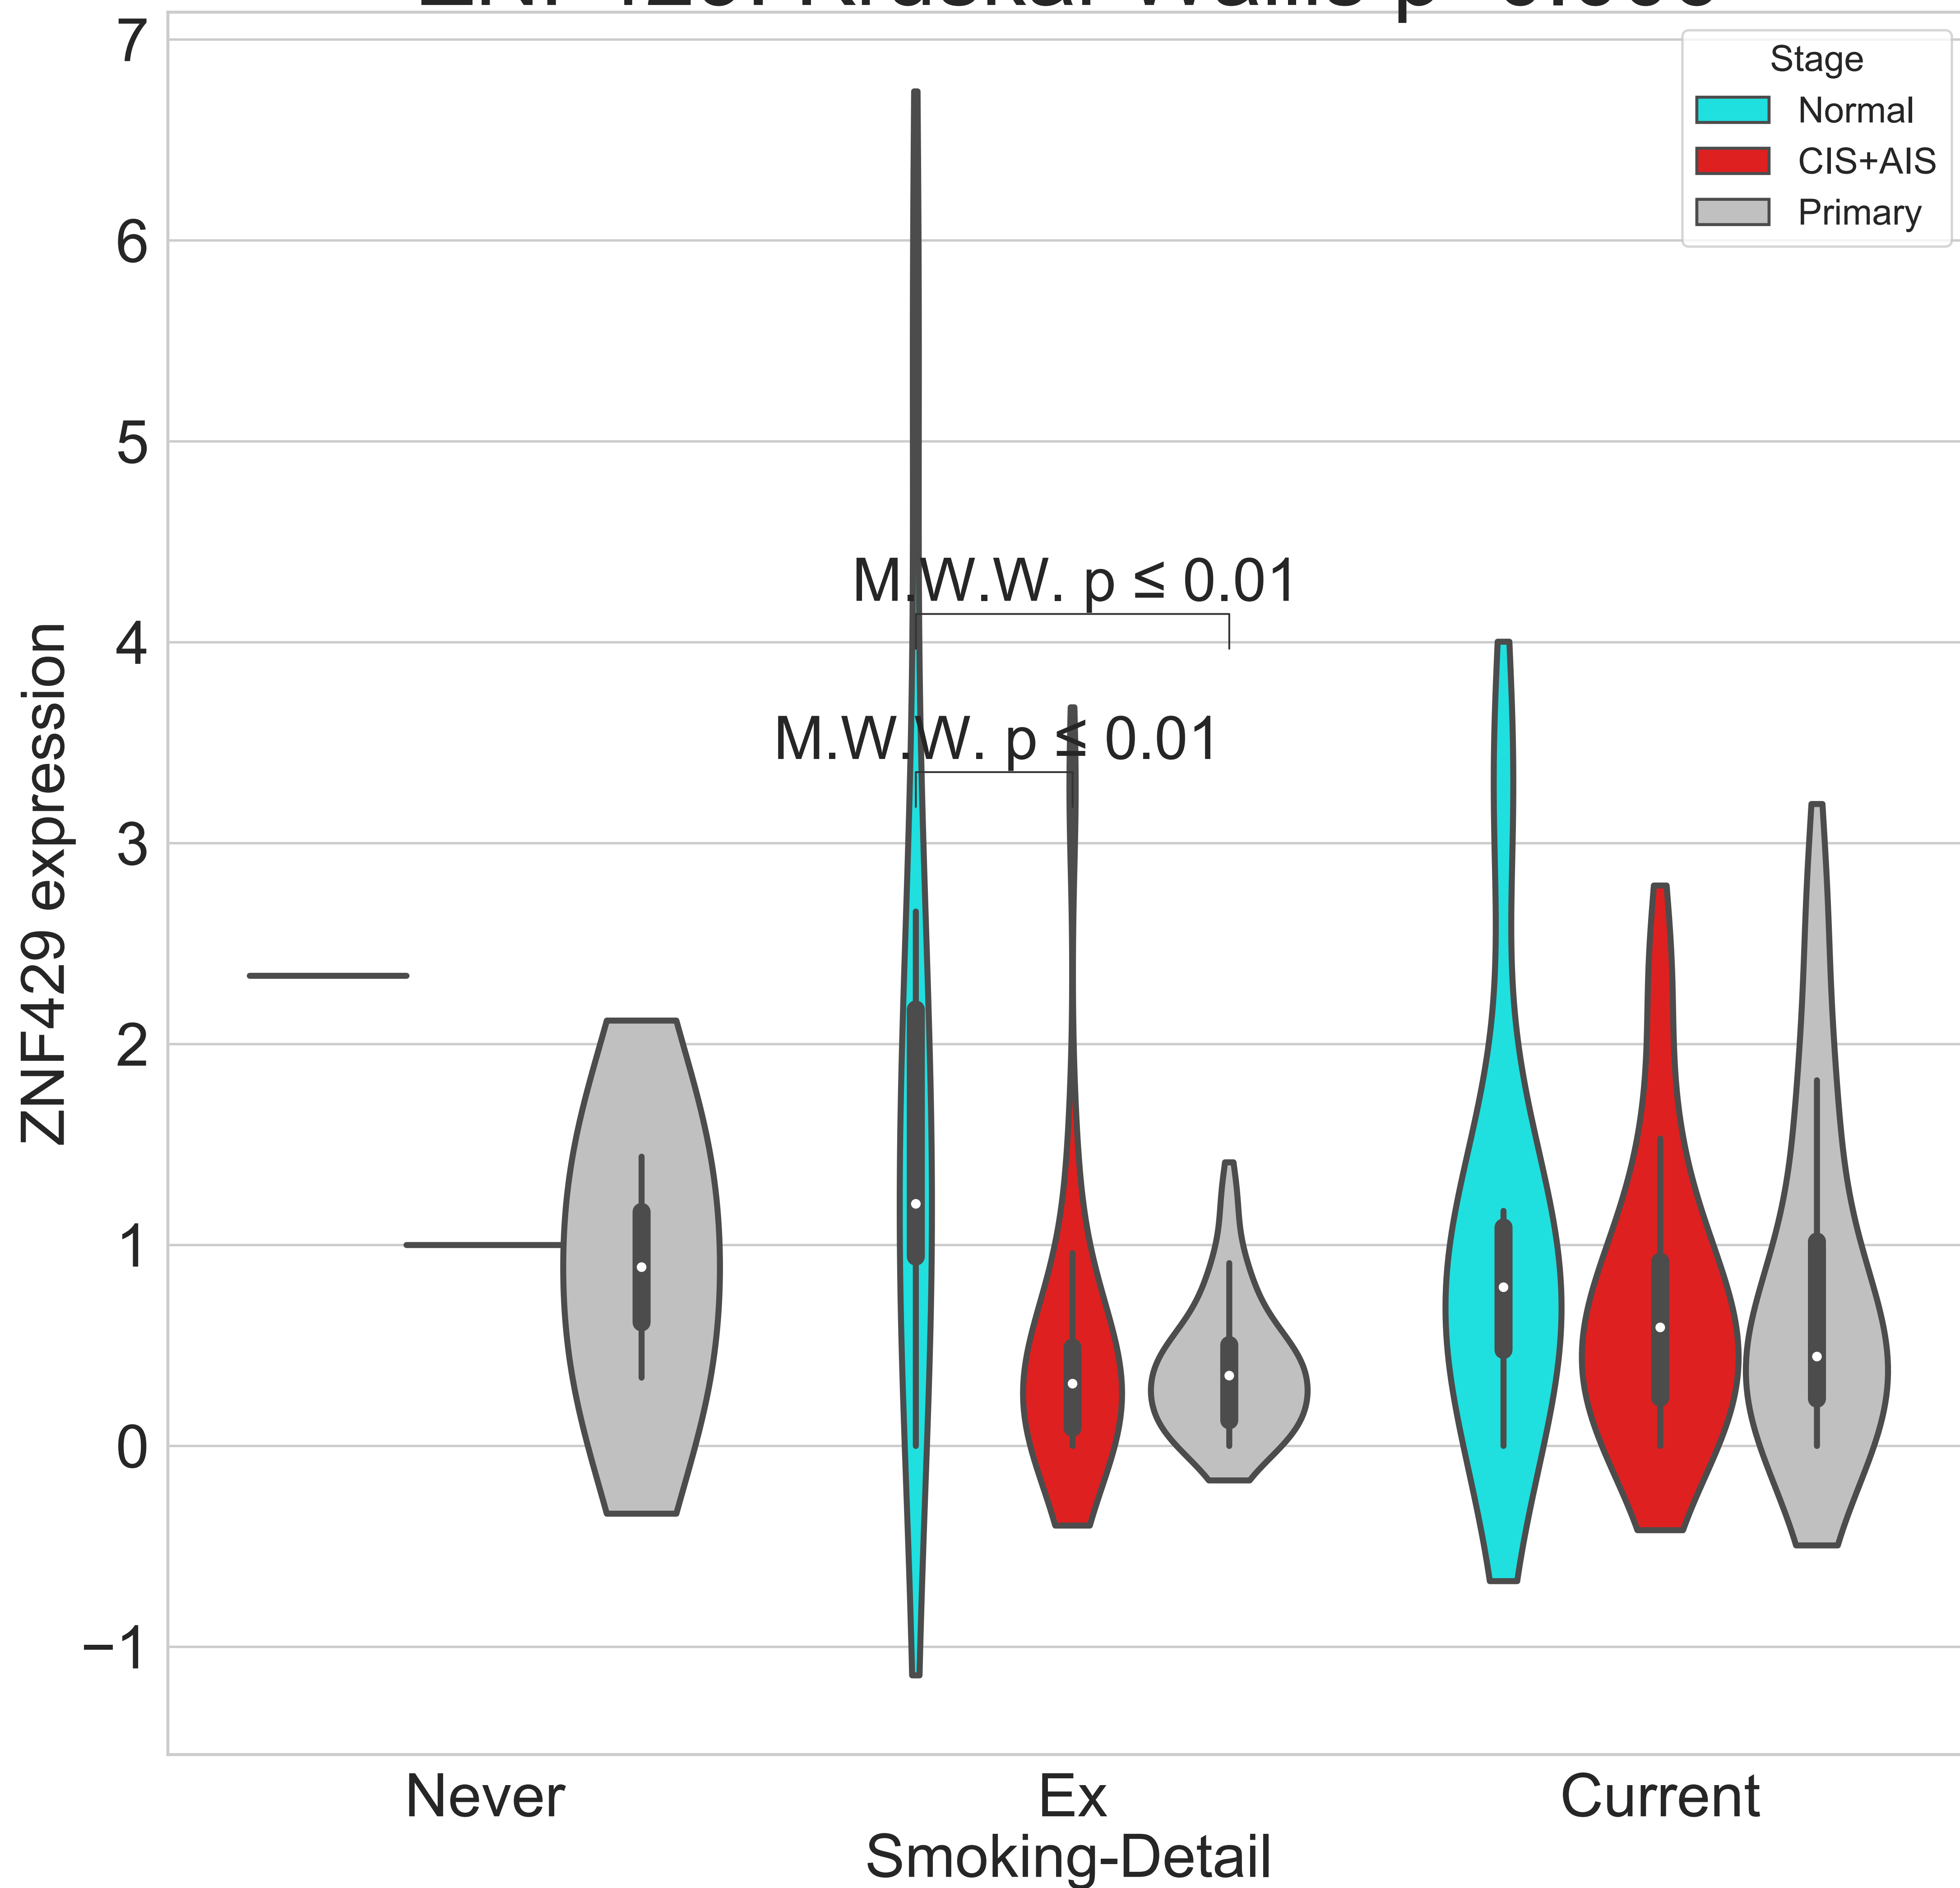 7
6
5
4
3
2
1
0
−1
ZNF429 expression
Stage
Normal
CIS+AIS
Primary
M.W.W. p ≤ 0.01
M.W.W. p ≤ 0.01
Never
Ex
Current
Smoking-Detail